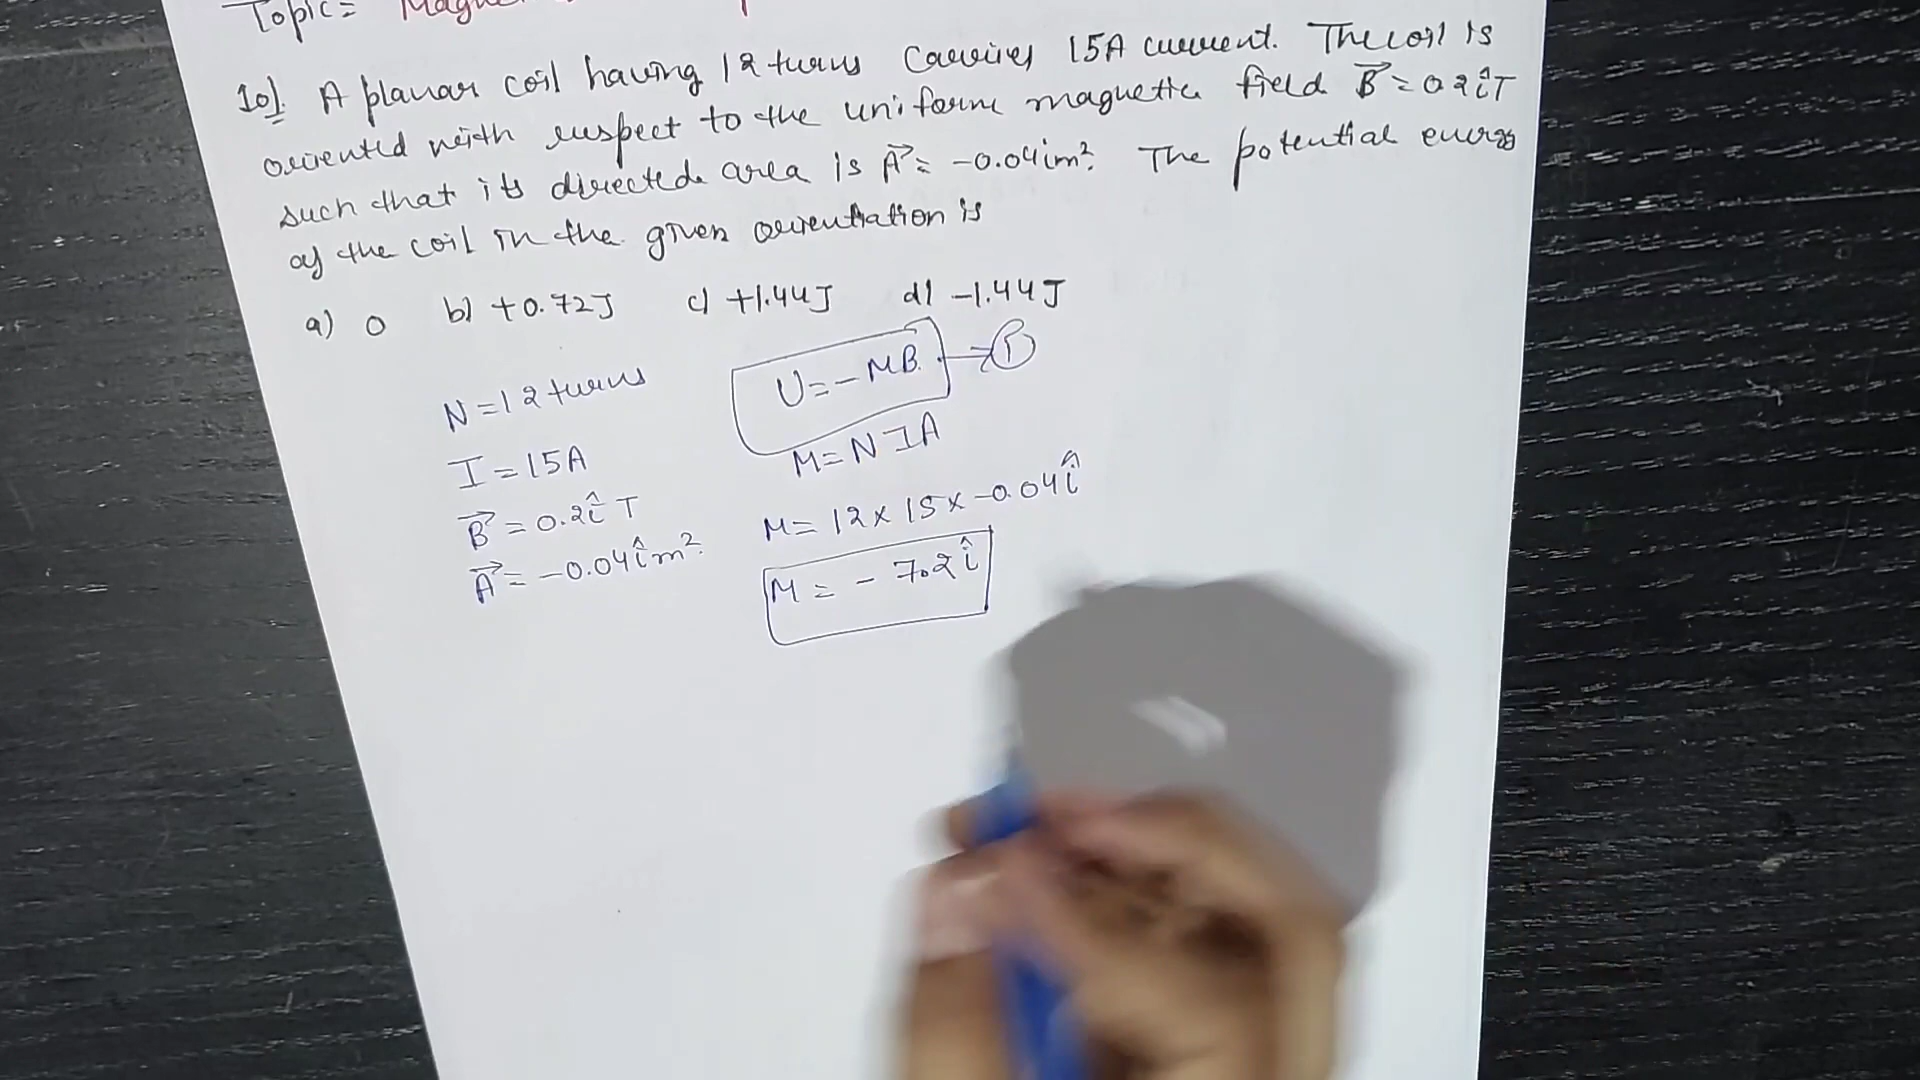 Topic=
10). A planar coil having 12 turns carries 15A current. The coil is
oriented with respect to the uniform magnetic field B⃗ = 0.2îT
such that its directed area is A⃗ = -0.04îm². The potential energy
of the coil in the given orientation is
a) 0 b) +0.72J c) +1.44J d) -1.44J
N=12 turns
I=15A
B⃗ = 0.2î T
A⃗ = -0.04î m².
U=-MB. → 1
M=NIA
M= 12×15×-0.04î
M = - 7.2î